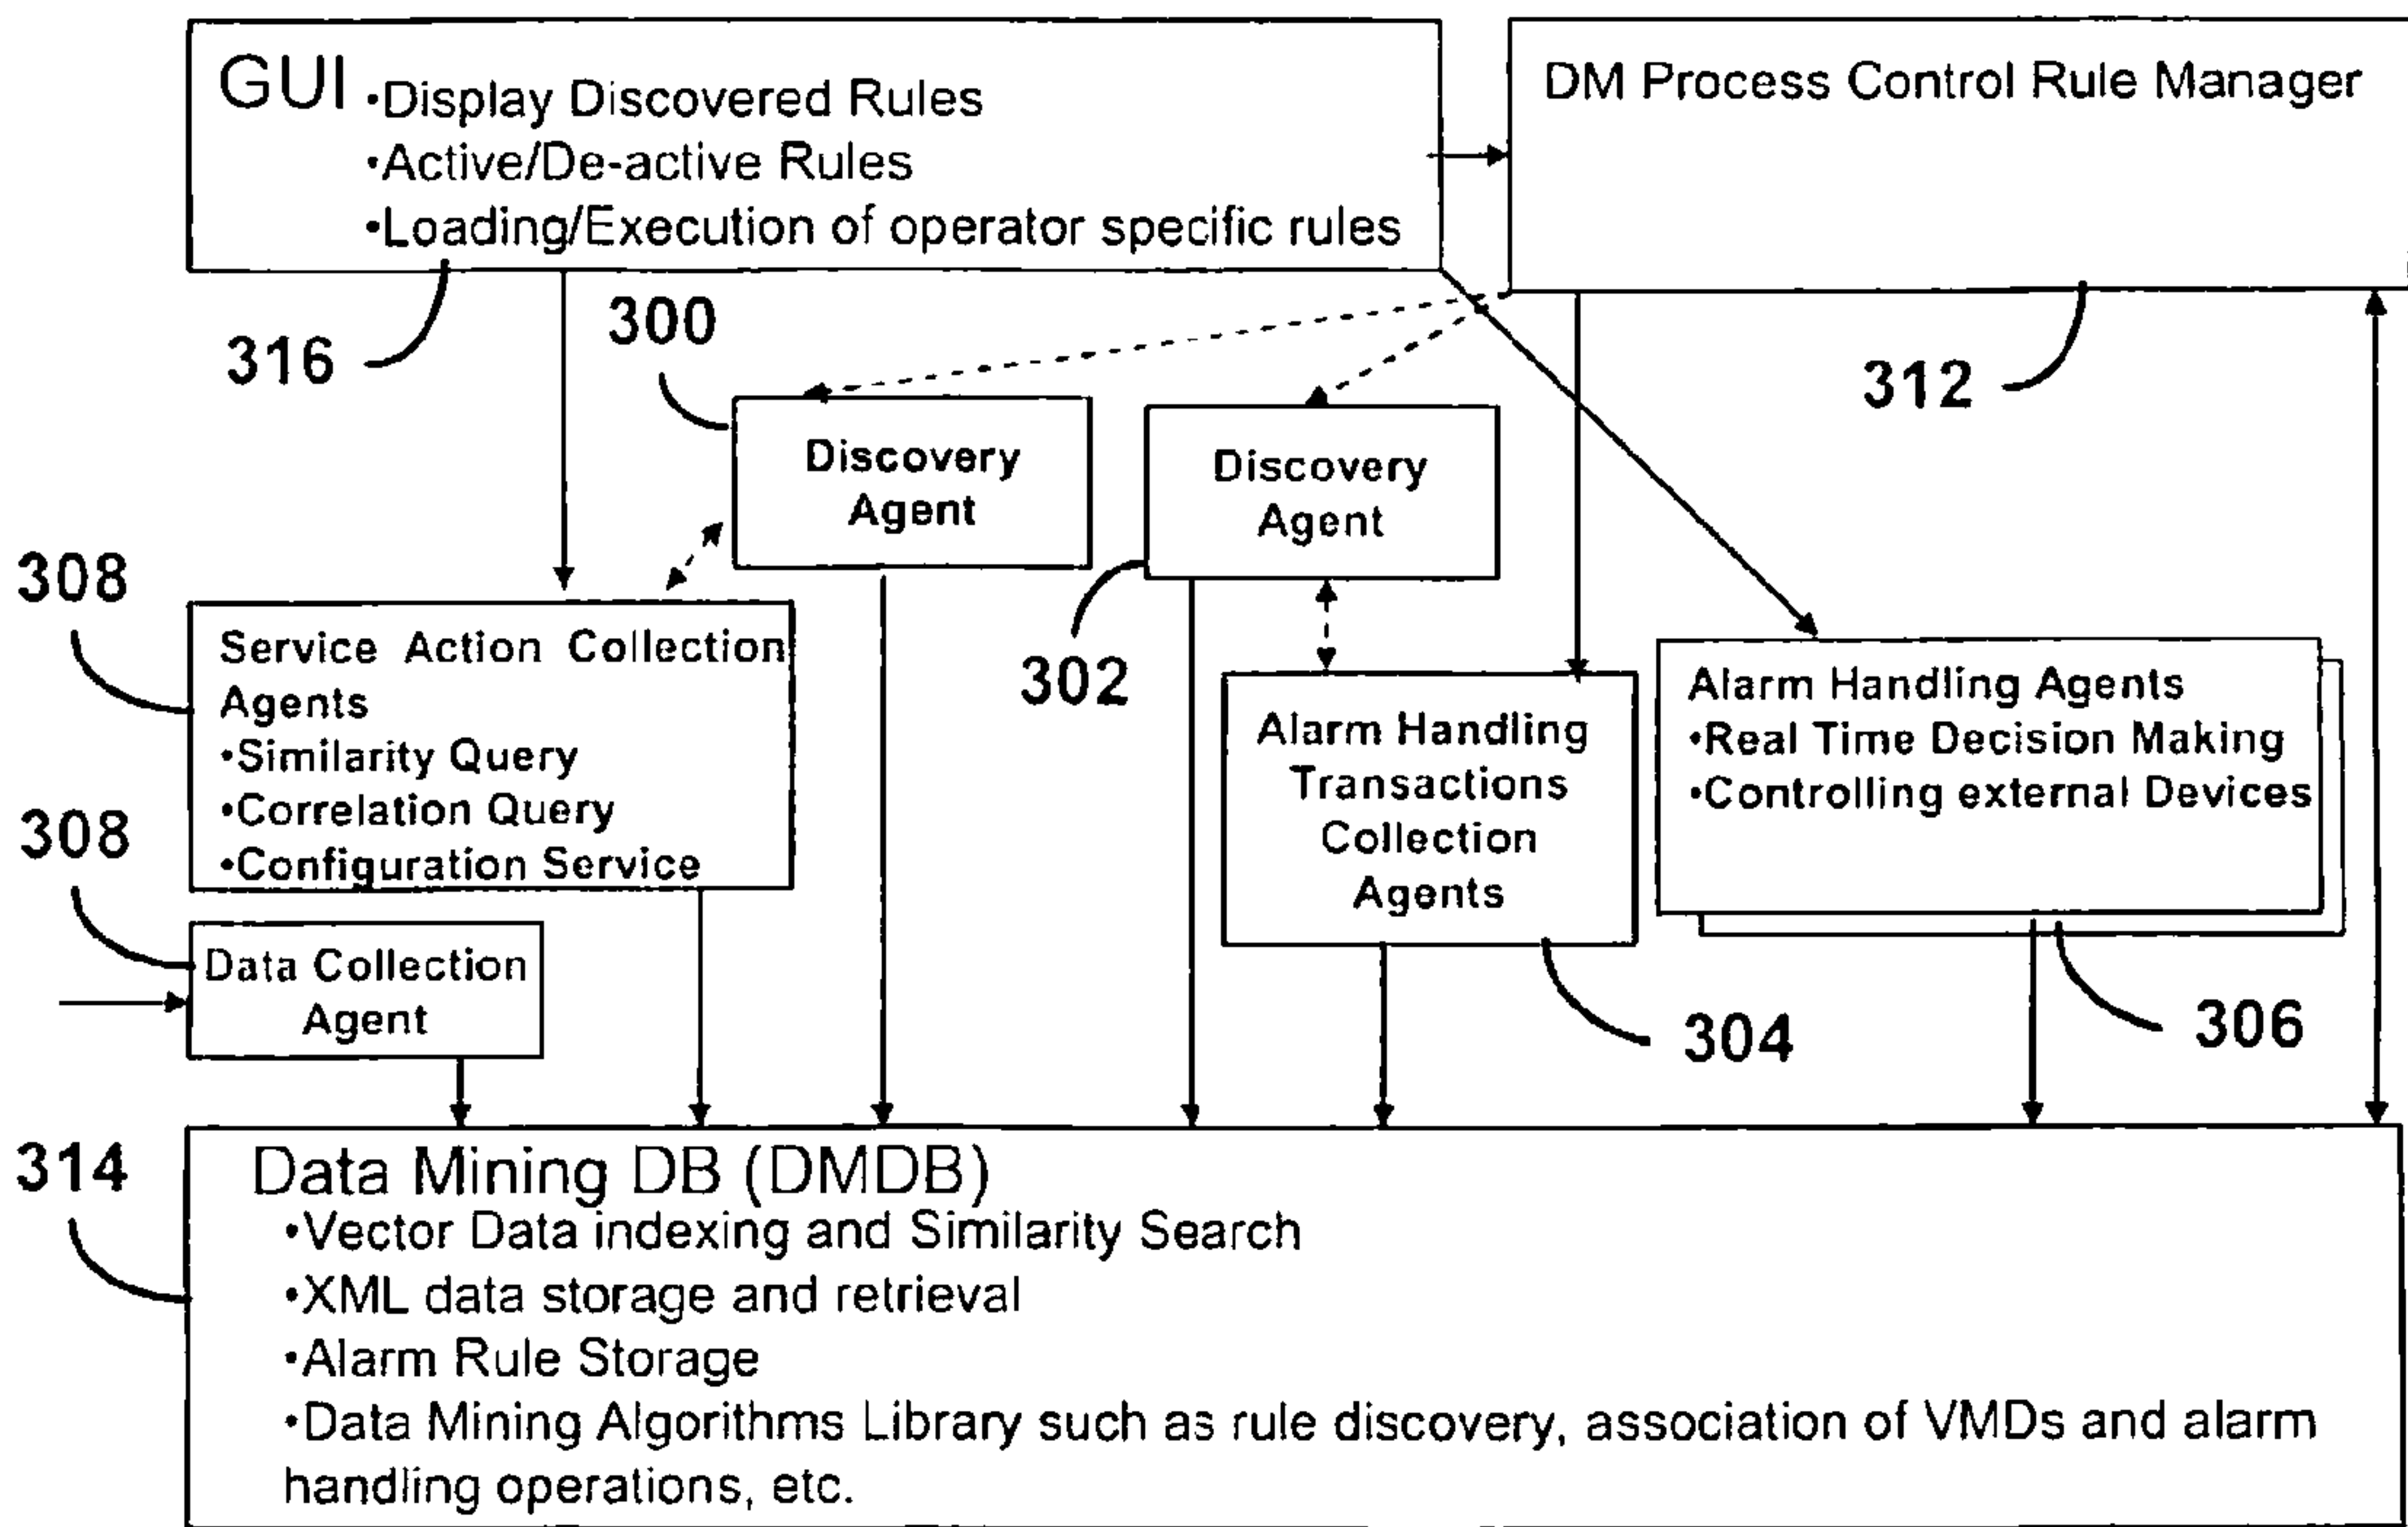 GUI
•Display Discovered Rules
•Active/De-active Rules
•Loading/Execution of operator specific rules
DM Process Control Rule Manager
316
300
312
Discovery
Agent
Discovery
Agent
308
302
Service Action Collection
Agents
•Similarity Query
•Correlation Query
•Configuration Service
Alarm Handling
Transactions
Collection
Agents
Alarm Handling Agents
•Real Time Decision Making
•Controlling external Devices
308
Data Collection
Agent
304
306
314
Data Mining DB (DMDB)
•Vector Data indexing and Similarity Search
•XML data storage and retrieval
•Alarm Rule Storage
•Data Mining Algorithms Library such as rule discovery, association of VMDs and alarm
handling operations, etc.